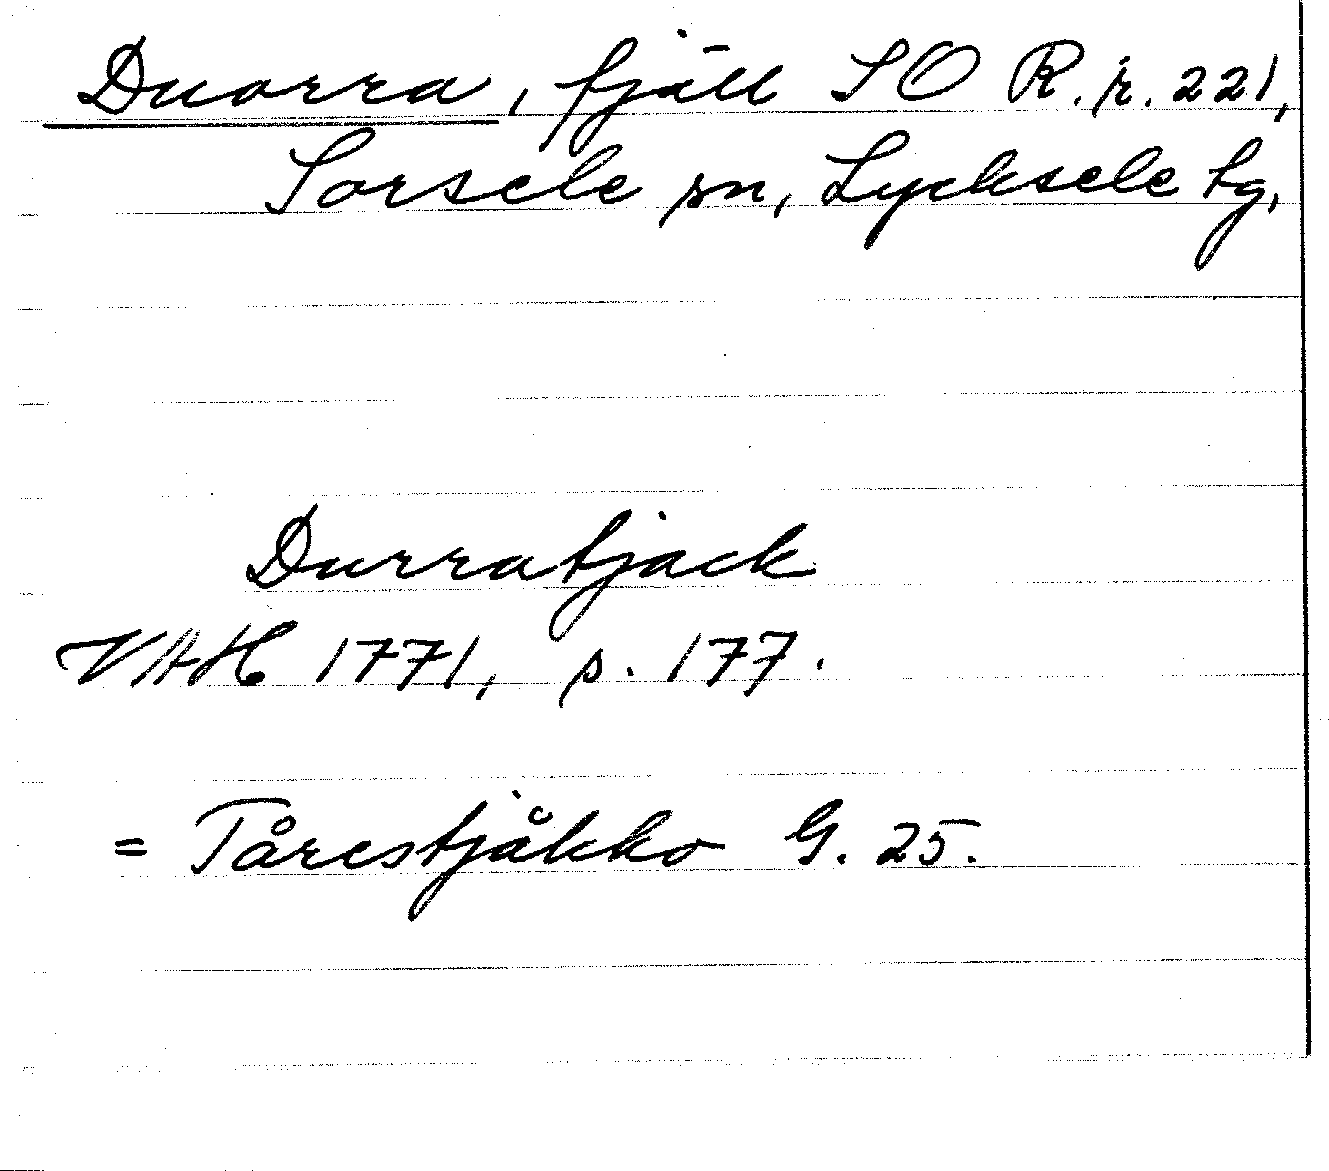 Duorra, fjäll SO R.r. 221,
Sorsele sn, Lycksele lg,
Durratjack
VAH 1771, p. 177.
= Tårestjåkko G. 25.